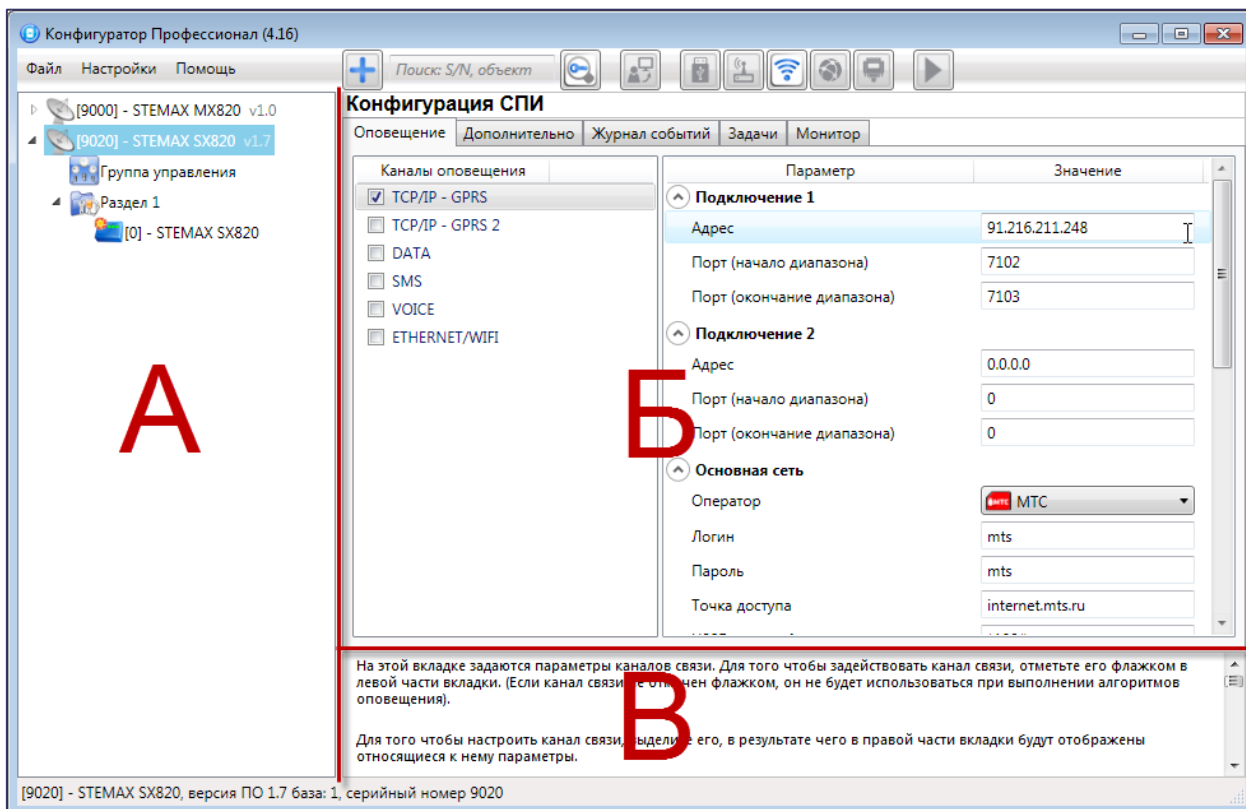 Конфигуратор Профессионал (4.16)
Файл Настройки Помощь
Поиск: S/N, объект
[9000] - STEMAX MX820 v1.0
[9020] - STEMAX SX820 v1.7
Группа управления
Раздел 1
[0] - STEMAX SX820
А
Конфигурация СПИ
Оповещение Дополнительно Журнал событий Задачи Монитор
Каналы оповещения
TCP/IP - GPRS
TCP/IP - GPRS 2
DATA
SMS
VOICE
ETHERNET/WIFI
Б
Параметр Значение
Подключение 1
Адрес 91.216.211.248
Порт (начало диапазона) 7102
Порт (окончание диапазона) 7103
Подключение 2
Адрес 0.0.0.0
Порт (начало диапазона) 0
Порт (окончание диапазона) 0
Основная сеть
Оператор МТС МТС
Логин mts
Пароль mts
Точка доступа internet.mts.ru
На этой вкладке задаются параметры каналов связи. Для того чтобы задействовать канал связи, отметьте его флажком в
левой части вкладки. (Если канал связи не отмечен флажком, он не будет использоваться при выполнении алгоритмов
оповещения).
Для того чтобы настроить канал связи, выделите его, в результате чего в правой части вкладки будут отображены
относящиеся к нему параметры.
В
[9020] - STEMAX SX820, версия ПО 1.7 база: 1, серийный номер 9020